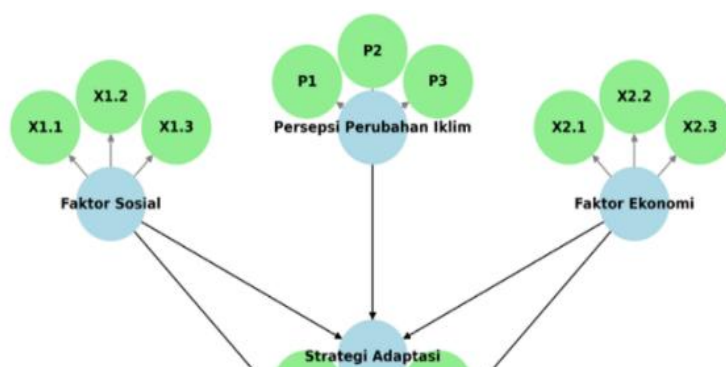 P2
P1
P3
X1.2
X2.2
X1.1
X1.3
Persepsi Perubahan Iklim
X2.1
X2.3
Faktor Sosial
Faktor Ekonomi
Strategi Adaptasi